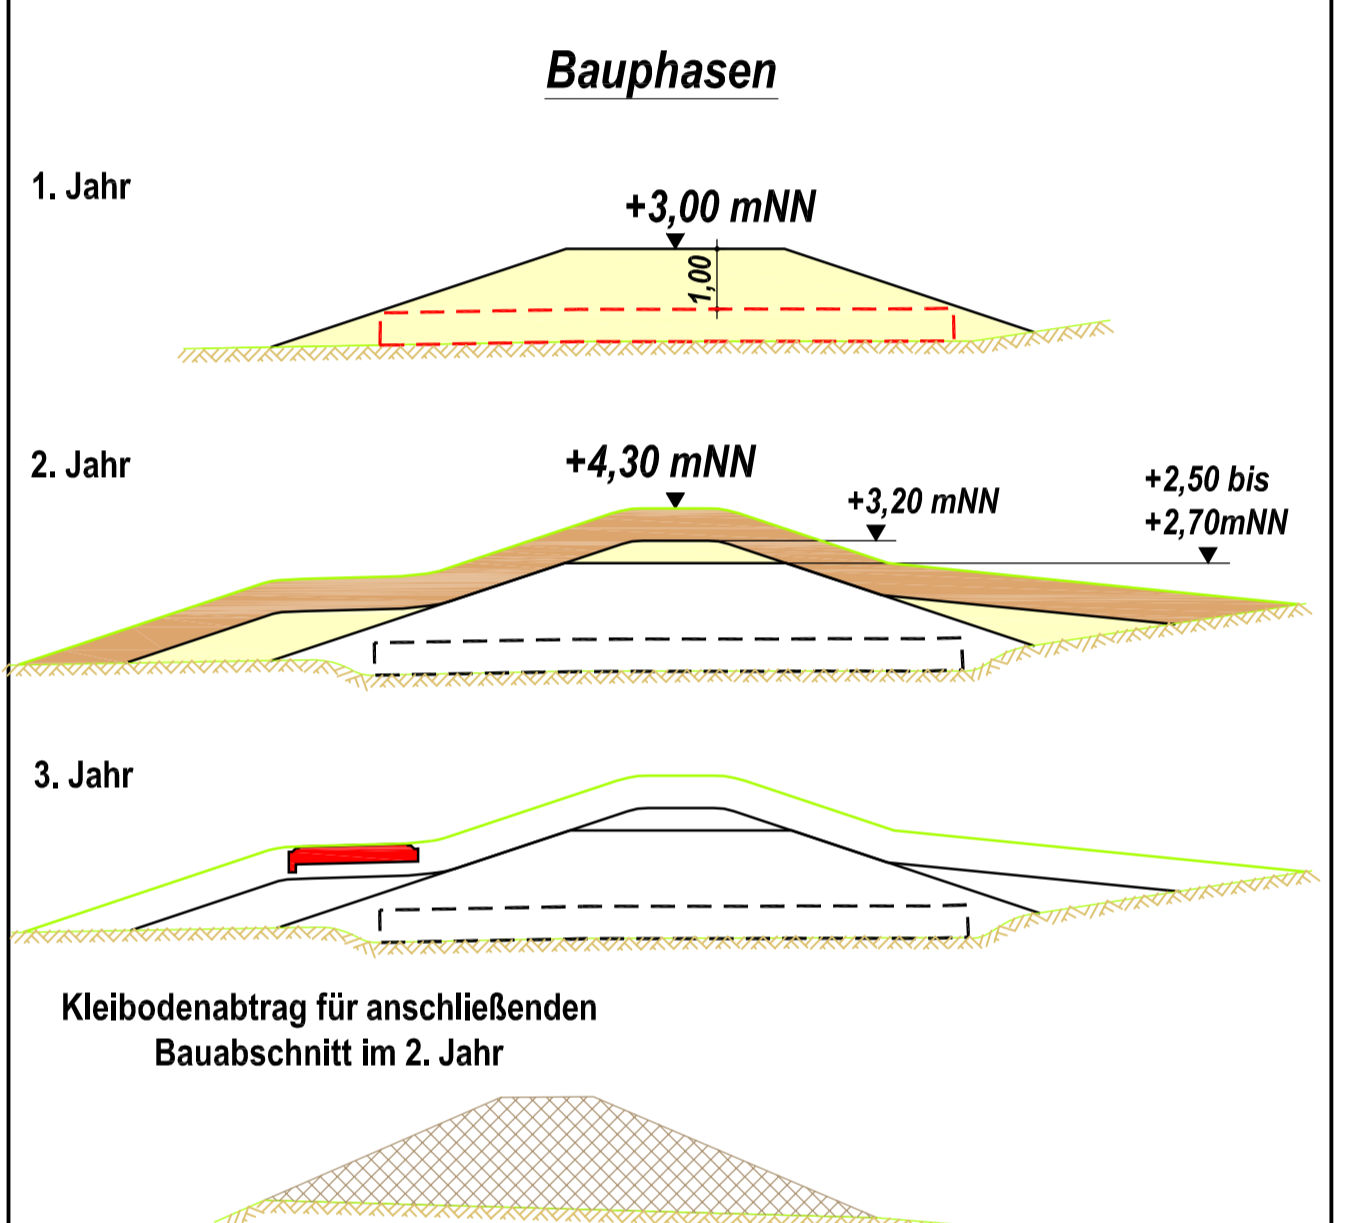 Bauphasen
1. Jahr
+3,00 mNN
1,00
2. Jahr
+4,30 mNN
+3,20 mNN
+2,50 bis
+2,70mNN
3. Jahr
Kleibodenabtrag für anschließenden
Bauabschnitt im 2. Jahr